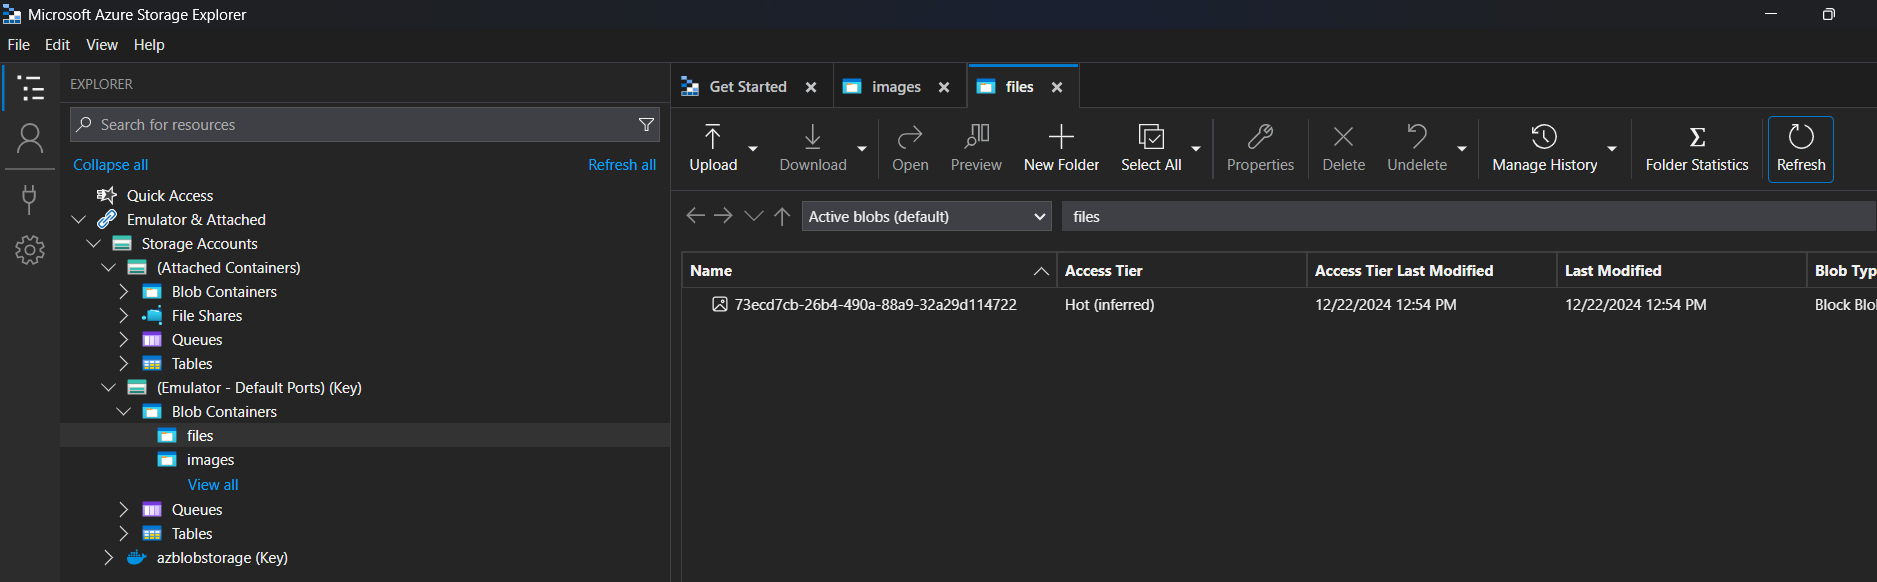 Microsoft Azure Storage Explorer
File Edit View Help
EXPLORER
Search for resources
Collapse all Refresh all
Quick Access
Emulator & Attached
Storage Accounts
(Attached Containers)
Blob Containers
File Shares
Queues
Tables
(Emulator - Default Ports) (Key)
Blob Containers
files
images
View all
Queues
Tables
azblobstorage (Key)
Get Started images files
Upload Download Open Preview New Folder Select All Properties Delete Undelete Manage History Folder Statistics Refresh
Active blobs (default) files
Name Access Tier Access Tier Last Modified Last Modified Blob Typ
73ecd7cb-26b4-490a-88a9-32a29d114722 Hot (inferred) 12/22/2024 12:54 PM 12/22/2024 12:54 PM Block Blo